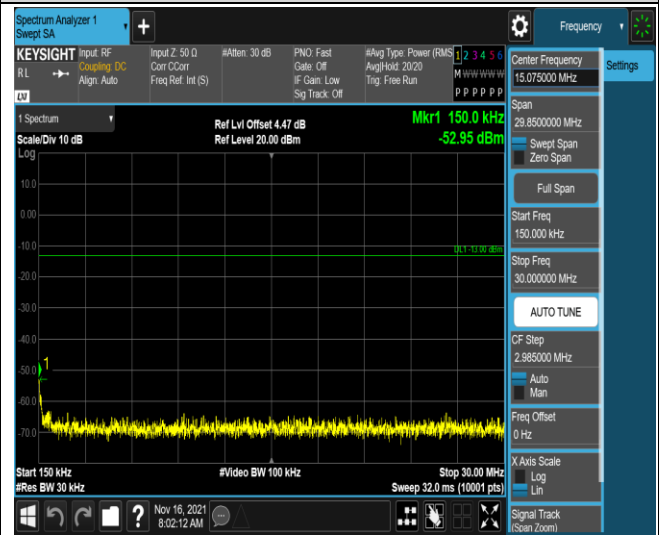 Spectrum Analyzer 1
Swept SA
+
Frequency
KEYSIGHT
RL
LXI
Input: RF
Coupling: DC
Align: Auto
Input Z: 50 Ω
Corr CCorr
Freq Ref: Int (S)
#Atten: 30 dB
PNO: Fast
Gate: Off
IF Gain: Low
Sig Track: Off
#Avg Type: Power (RMS
Avg|Hold: 20/20
Trig: Free Run
1 2 3 4 5 6
M W W W W W
P P P P P P
1 Spectrum
Scale/Div 10 dB
Log
Ref Lvl Offset 4.47 dB
Ref Level 20.00 dBm
Mkr1 150.0 kHz
-52.95 dBm
10.0
0.00
-10.0
DL1 -13.00 dBm
-20.0
-30.0
-40.0
-50.0
1
-60.0
-70.0
Start 150 kHz
#Res BW 30 kHz
#Video BW 100 kHz
Stop 30.00 MHz
Sweep 32.0 ms (10001 pts)
?
Nov 16, 2021
8:02:12 AM
Center Frequency
15.075000 MHz
Settings
Span
29.8500000 MHz
Swept Span
Zero Span
Full Span
Start Freq
150.000 kHz
Stop Freq
30.000000 MHz
AUTO TUNE
CF Step
2.985000 MHz
Auto
Man
Freq Offset
0 Hz
X Axis Scale
Log
Lin
Signal Track
(Span Zoom)